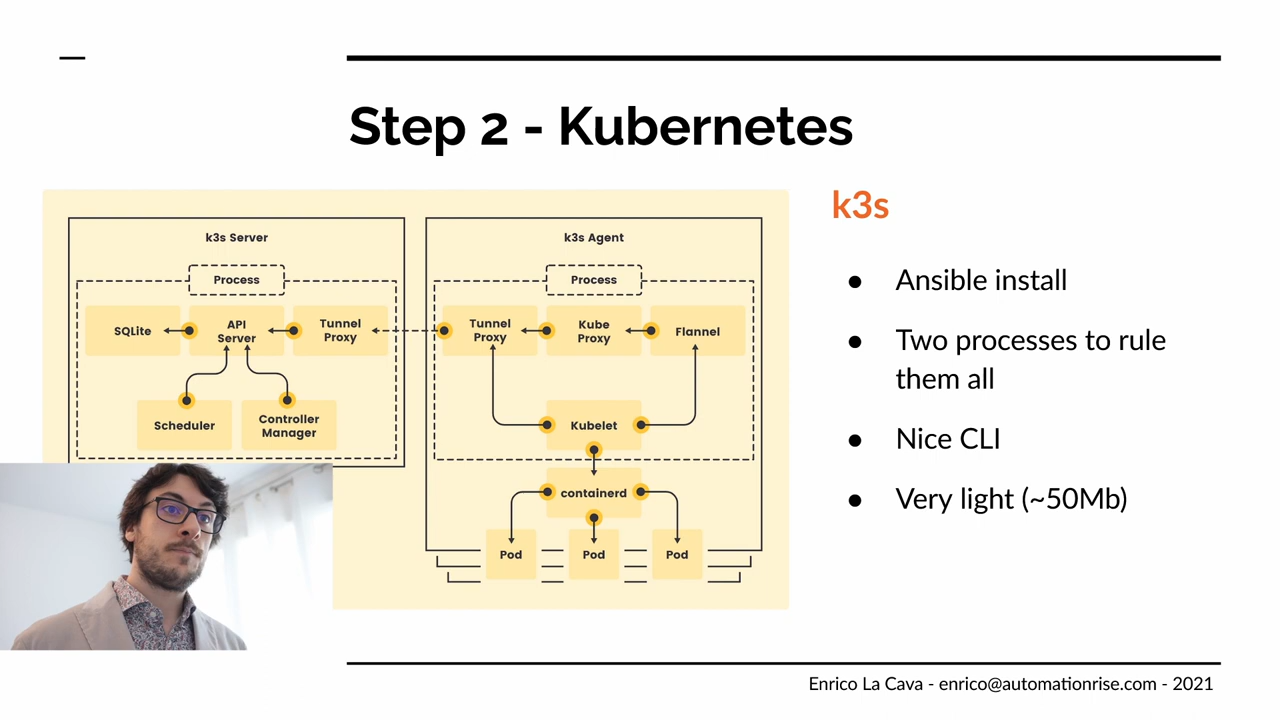 Step 2 - Kubernetes
k3s Server
Process
SQLite
API
Server
Tunnel
Proxy
Scheduler
Controller
Manager
k3s Agent
Process
Tunnel
Proxy
Kube
Proxy
Flannel
Kubelet
containerd
Pod
Pod
Pod
k3s
● Ansible install
● Two processes to rule
them all
● Nice CLI
● Very light (~50Mb)
Enrico La Cava - enrico@automationrise.com - 2021